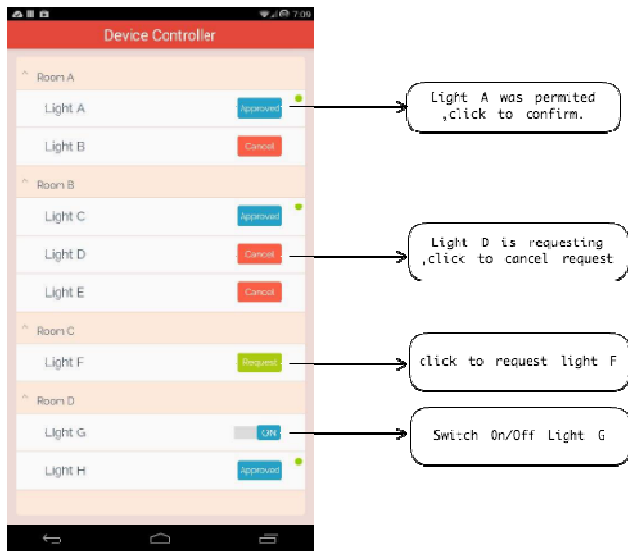 7:09
Device Controller
Room A
Light A
Approved
Light B
Cancel
Room B
Light C
Approved
Light D
Cancel
Light E
Cancel
Room C
Light F
Request
Room D
Light G
ON
Light H
Approved
Light A was permited
,click to confirm.
Light D is requesting
,click to cancel request
click to request light F
Switch On/Off Light G